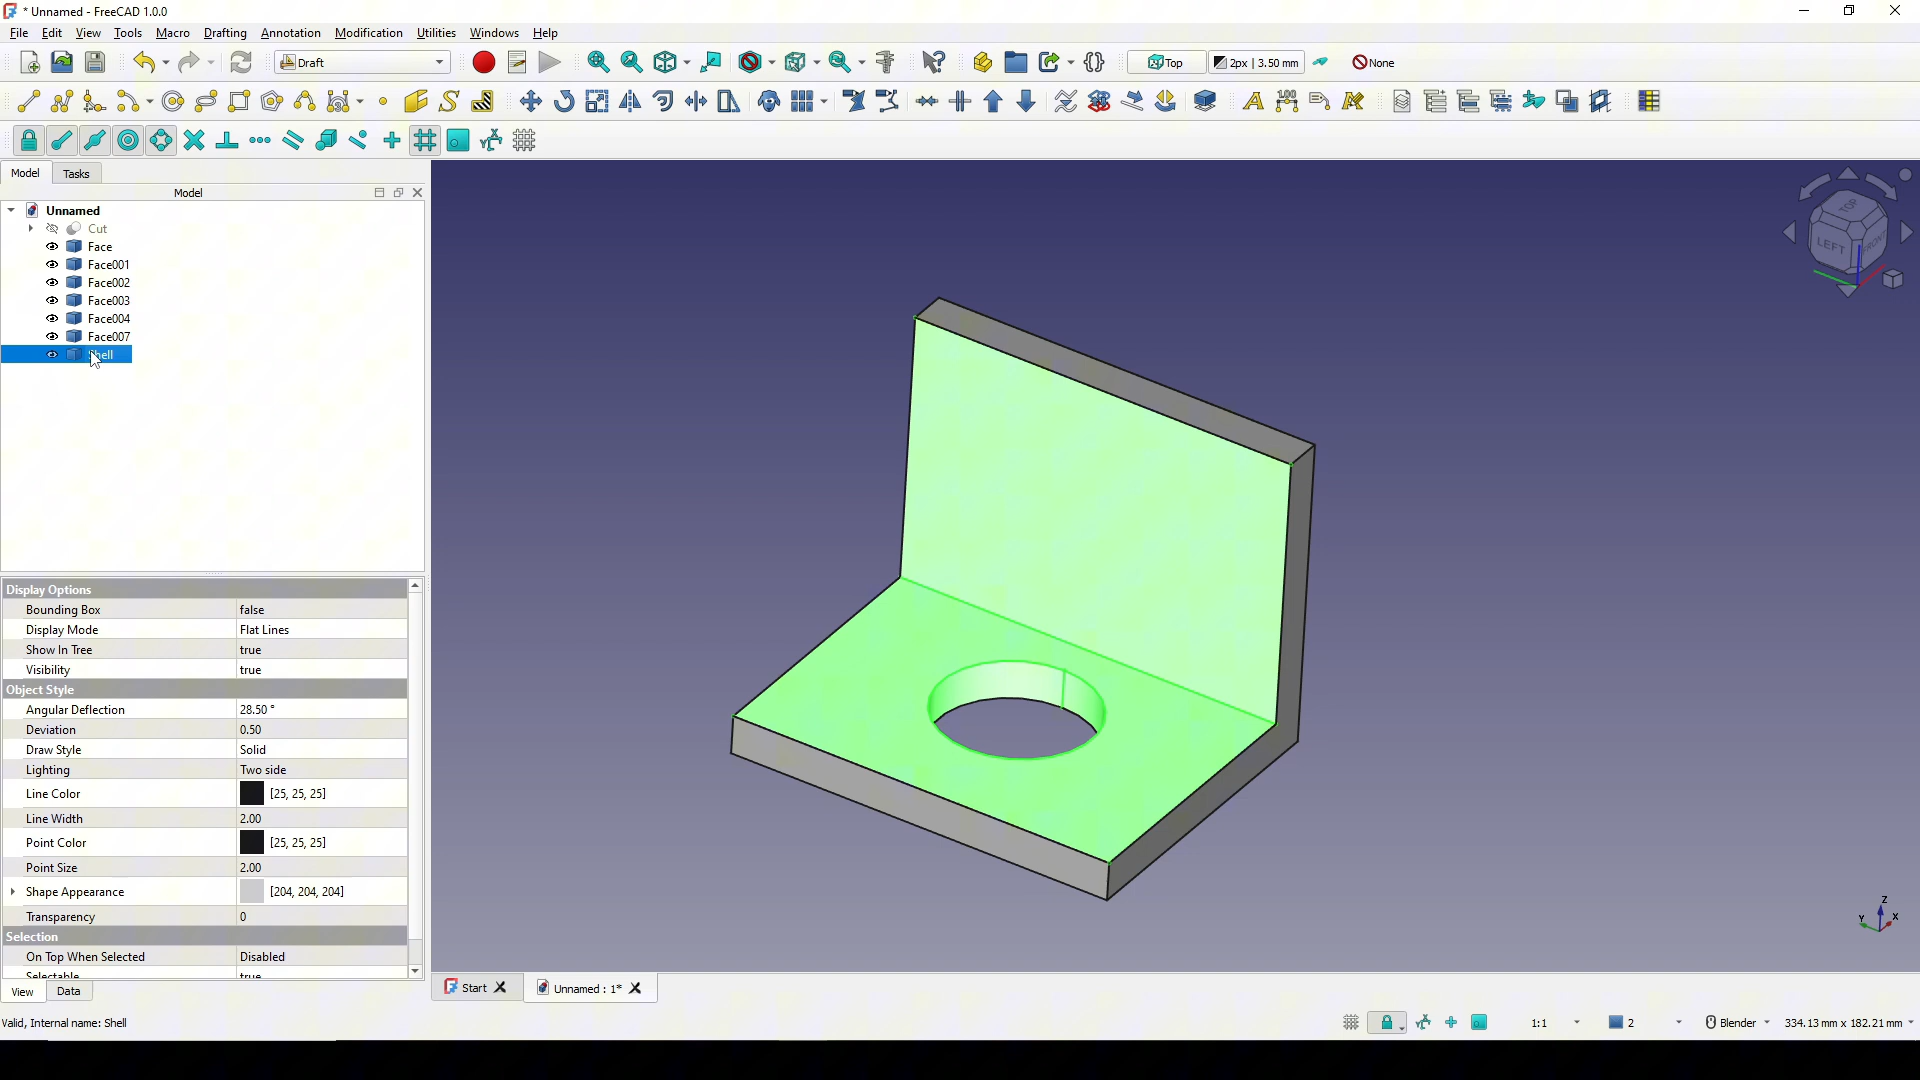 * Unnamed - FreeCAD 1.0.0
File Edit View Tools Macro Drafting Annotation Modification Utilities Windows Help
Draft
Top
2px | 3.50 mm
None
Model Tasks
Model
Unnamed
Cut
Face
Face001
Face002
Face003
Face004
Face007
Display Options
Bounding Box false
Display Mode Flat Lines
Show In Tree true
Visibility true
Object Style
Angular Deflection 28.50 °
Deviation 0.50
Draw Style Solid
Lighting Two side
Line Color [25, 25, 25]
Line Width 2.00
Point Color [25, 25, 25]
Point Size 2.00
Shape Appearance [204, 204, 204]
Transparency 0
Selection
On Top When Selected Disabled
Selectable true
View Data
TOP
LEFT
FRONT
Z
Y
X
Start
Unnamed : 1*
Valid, Internal name: Shell
1:1
2
Blender
334.13 mm x 182.21 mm